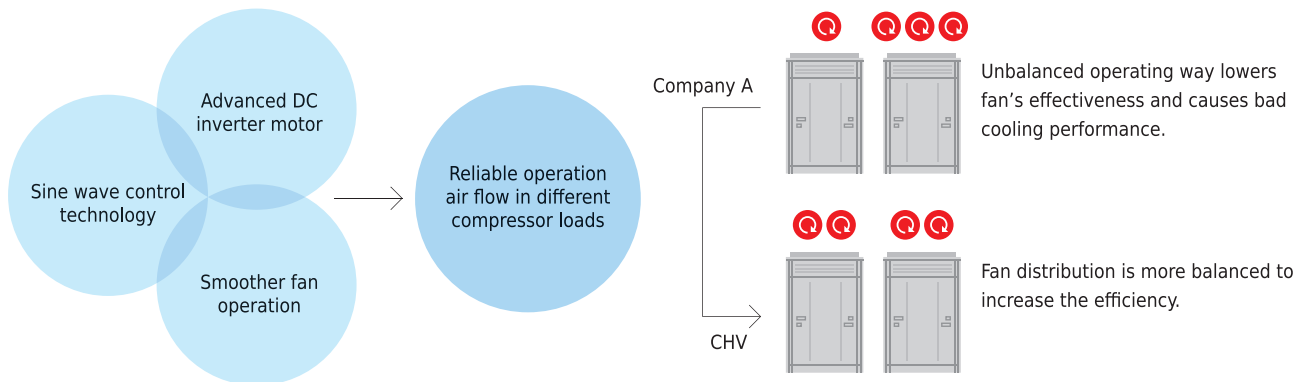 Advanced DC
inverter motor
Sine wave control
technology
Smoother fan
operation
Reliable operation
air flow in different
compressor loads
Company A
Unbalanced operating way lowers
fan’s effectiveness and causes bad
cooling performance.
CHV
Fan distribution is more balanced to
increase the efficiency.